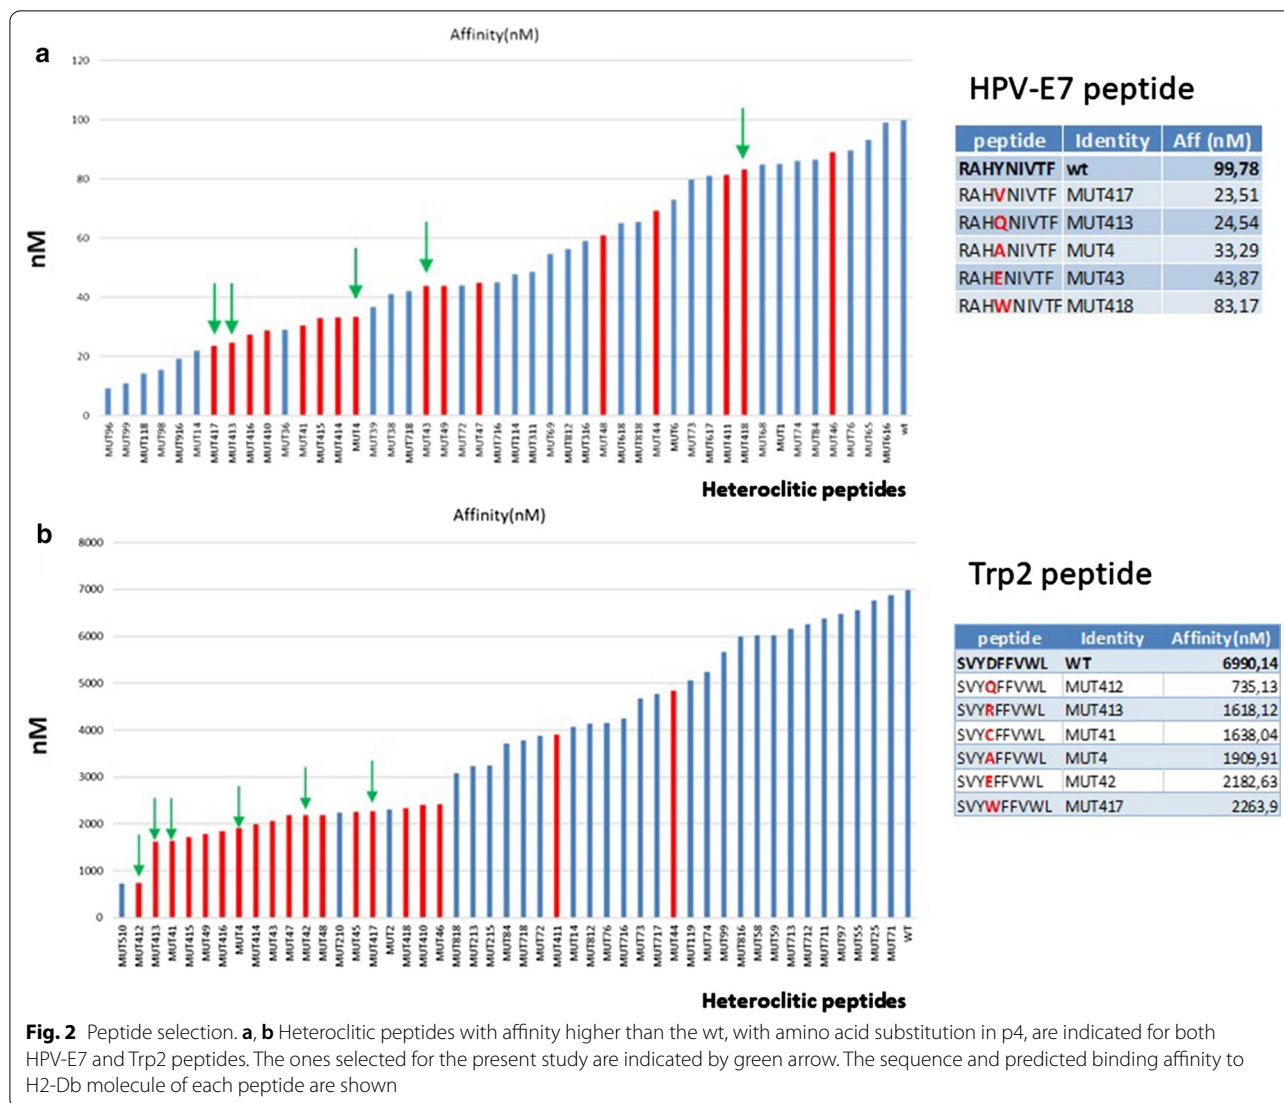 a
Affinity(nM)
nM
120
100
80
60
40
20
0
MUT96 MUT99 MUT118 MUT98 MUT916 MUT14 MUT417 MUT413 MUT416 MUT410 MUT36 MUT41 MUT415 MUT414 MUT4 MUT39 MUT38 MUT718 MUT43 MUT49 MUT72 MUT47 MUT716 MUT114 MUT311 MUT69 MUT812 MUT316 MUT48 MUT618 MUT818 MUT44 MUT6 MUT73 MUT617 MUT411 MUT418 MUT68 MUT1 MUT74 MUT84 MUT46 MUT76 MUT65 MUT616 wt
Heteroclitic peptides
HPV-E7 peptide
peptide Identity Aff (nM)
RAHYNIVTF wt 99,78
RAHVNIVTF MUT417 23,51
RAHQNIVTF MUT413 24,54
RAHANIVTF MUT4 33,29
RAHENIVTF MUT43 43,87
RAHWNIVTF MUT418 83,17
b
Affinity(nM)
nM
8000
7000
6000
5000
4000
3000
2000
1000
0
MUT510 MUT412 MUT413 MUT41 MUT415 MUT49 MUT416 MUT4 MUT414 MUT43 MUT47 MUT42 MUT48 MUT210 MUT45 MUT417 MUT2 MUT418 MUT410 MUT46 MUT818 MUT213 MUT215 MUT84 MUT718 MUT72 MUT411 MUT14 MUT812 MUT76 MUT716 MUT73 MUT717 MUT44 MUT119 MUT74 MUT99 MUT816 MUT58 MUT59 MUT713 MUT712 MUT711 MUT97 MUT55 MUT25 MUT71 WT
Heteroclitic peptides
Trp2 peptide
peptide Identity Affinity(nM)
SVYDFFVWL WT 6990,14
SVYQFFVWL MUT412 735,13
SVYRFFVWL MUT413 1618,12
SVYCFFVWL MUT41 1638,04
SVYAFFVWL MUT4 1909,91
SVYEFFVWL MUT42 2182,63
SVYWFFVWL MUT417 2263,9
Fig. 2 Peptide selection. a, b Heteroclitic peptides with affinity higher than the wt, with amino acid substitution in p4, are indicated for both
HPV-E7 and Trp2 peptides. The ones selected for the present study are indicated by green arrow. The sequence and predicted binding affinity to
H2-Db molecule of each peptide are shown